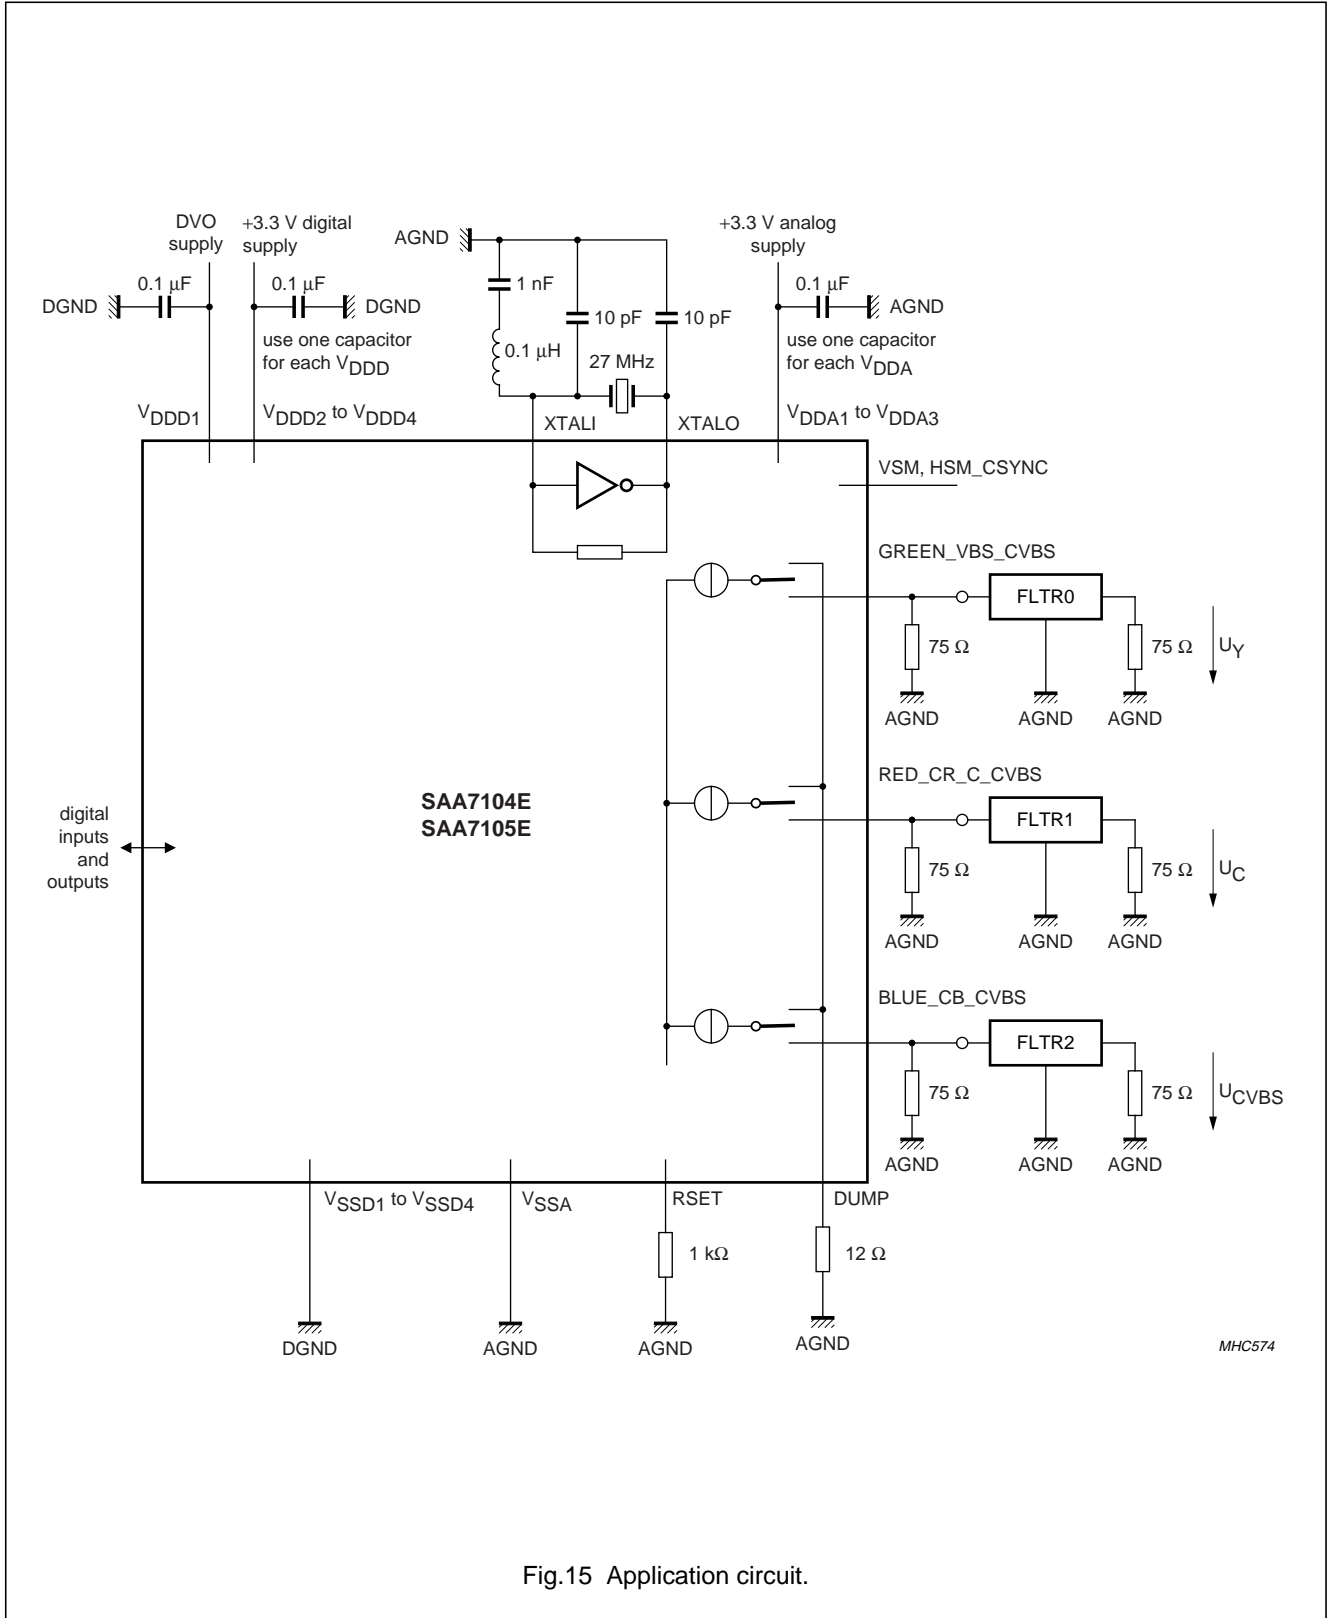 DVO
supply
+3.3 V digital
supply
AGND
+3.3 V analog
supply
0.1 μF
DGND
0.1 μF
DGND
1 nF
10 pF
10 pF
0.1 μF
AGND
use one capacitor
for each VDDD
0.1 μH
27 MHz
use one capacitor
for each VDDA
VDDD1
VDDD2 to VDDD4
XTALI
XTALO
VDDA1 to VDDA3
VSM, HSM_CSYNC
GREEN_VBS_CVBS
FLTR0
75 Ω
75 Ω
UY
AGND
AGND
AGND
RED_CR_C_CVBS
FLTR1
75 Ω
75 Ω
UC
AGND
AGND
AGND
SAA7104E
SAA7105E
digital
inputs
and
outputs
BLUE_CB_CVBS
FLTR2
75 Ω
75 Ω
UCVBS
AGND
AGND
AGND
VSSD1 to VSSD4
VSSA
RSET
DUMP
1 kΩ
12 Ω
DGND
AGND
AGND
AGND
MHC574
Fig.15 Application circuit.